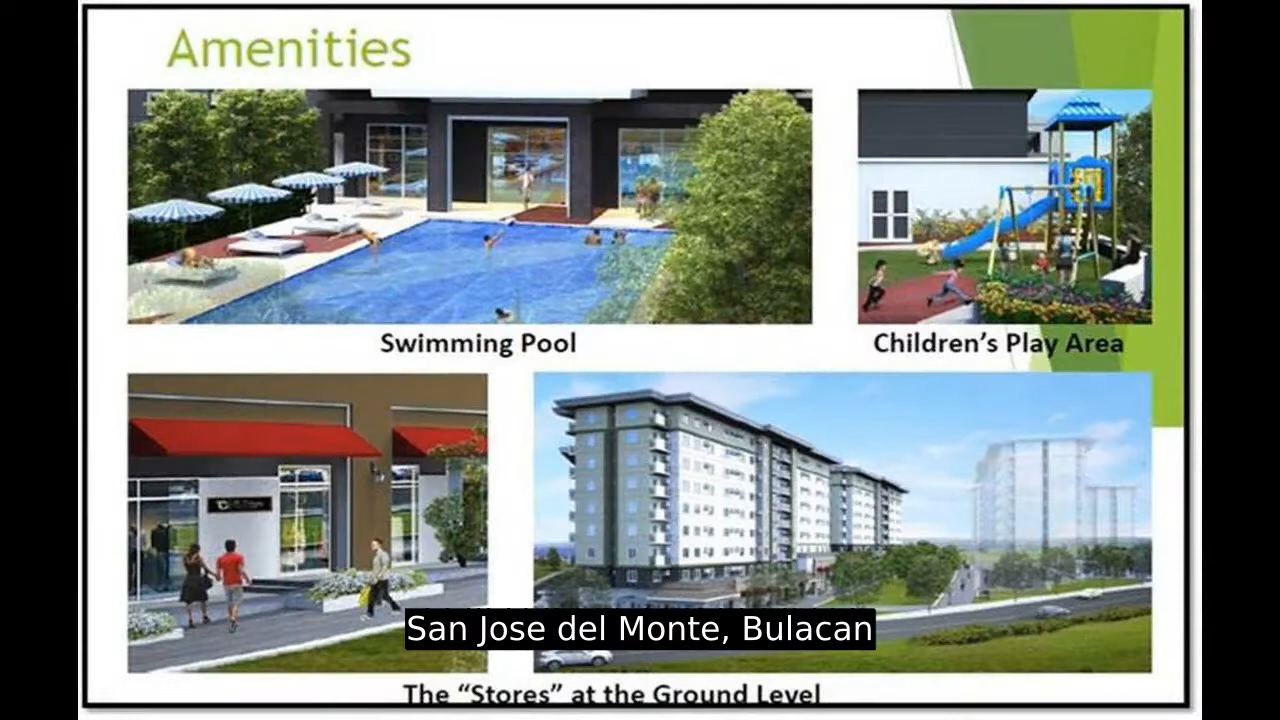 Amenities
Swimming Pool
Children's Play Area
San Jose del Monte, Bulacan
The “Stores” at the Ground Level